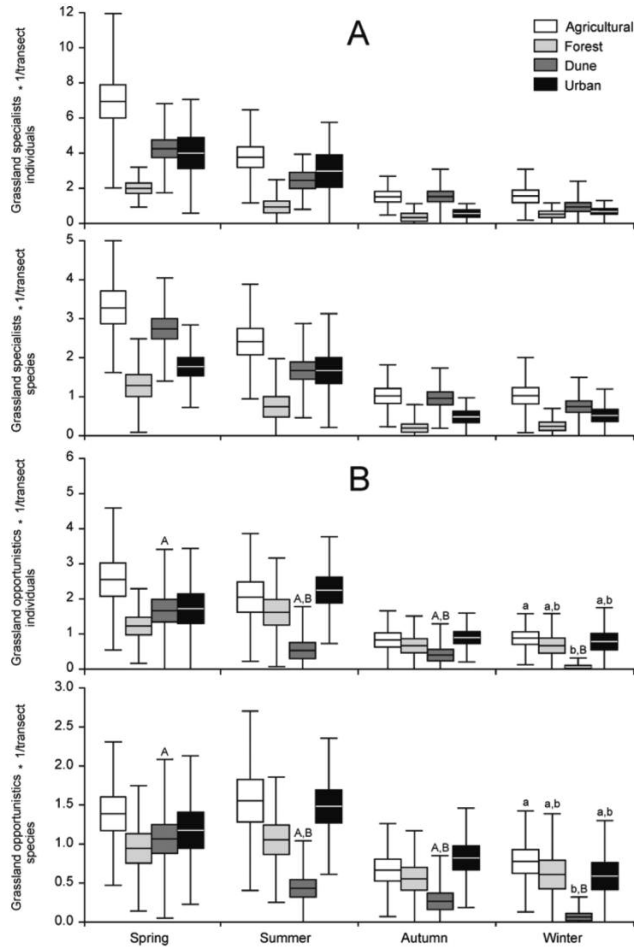 A
Agricultural
Forest
Dune
Urban
Grassland specialists * 1/transect
individuals
12
10
8
6
4
2
0
Grassland specialists * 1/transect
species
5
4
3
2
1
0
B
Grassland opportunistics * 1/transect
individuals
6
5
4
3
2
1
0
A
A,B
A,B
a
a,b
b,B
a,b
Grassland opportunistics * 1/transect
species
3.0
2.5
2.0
1.5
1.0
0.5
0.0
A
A,B
A,B
a
a,b
b,B
a,b
Spring Summer Autumn Winter